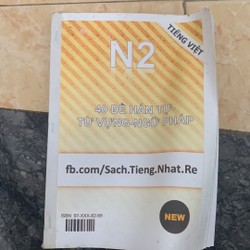 TIẾNG VIỆT
N2
40 ĐỀ HÁN TỰ
TỪ VỰNG-NGỮ PHÁP
fb.com/Sach.Tieng.Nhat.Re
NEW